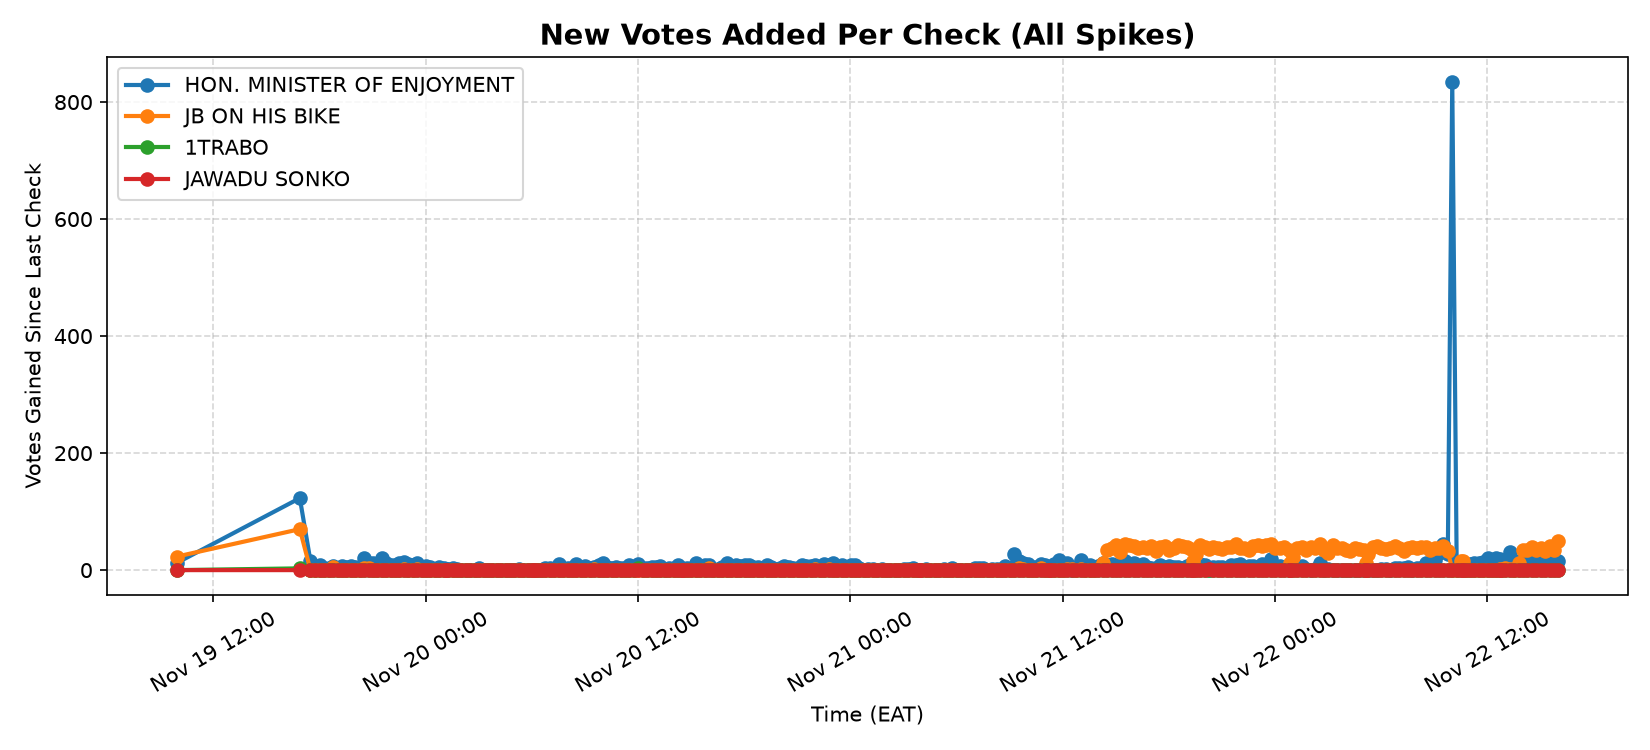 New Votes Added Per Check (All Spikes)
HON. MINISTER OF ENJOYMENT
JB ON HIS BIKE
1TRABO
JAWADU SONKO
Votes Gained Since Last Check
800
600
400
200
0
Nov 19 12:00
Nov 20 00:00
Nov 20 12:00
Nov 21 00:00
Nov 21 12:00
Nov 22 00:00
Nov 22 12:00
Time (EAT)